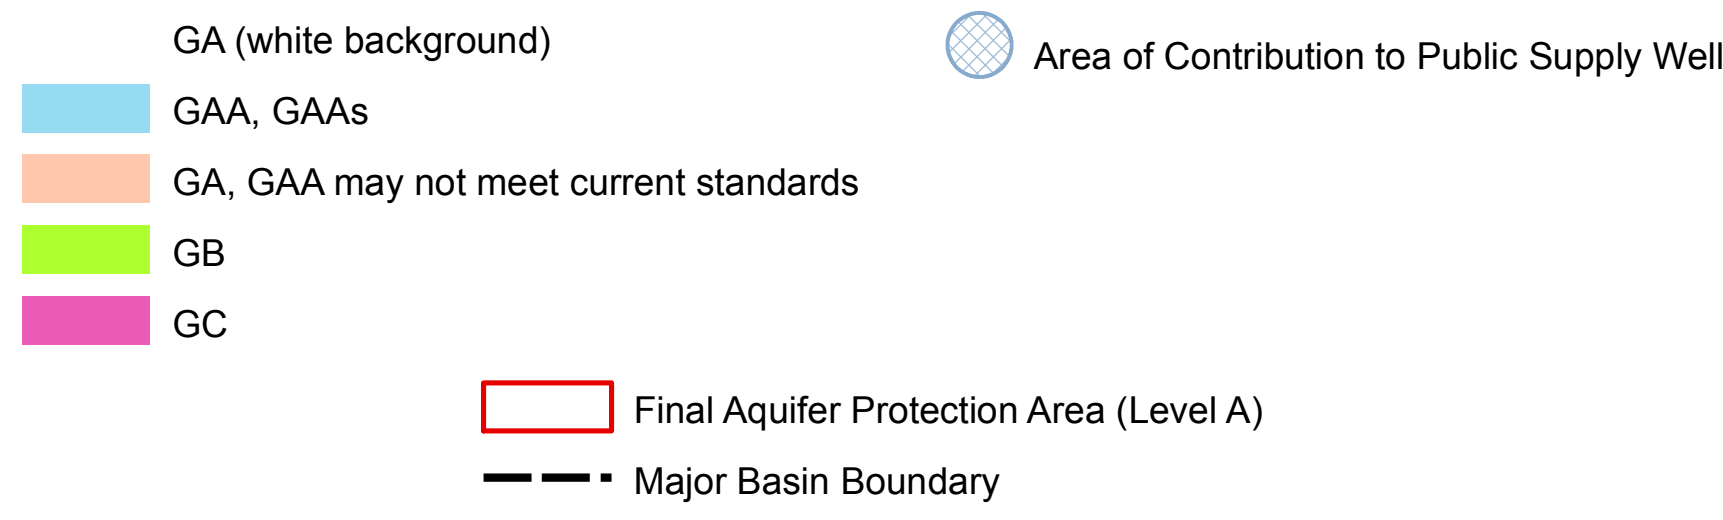 GA (white background)
Area of Contribution to Public Supply Well
GAA, GAAs
GA, GAA may not meet current standards
GB
GC
Final Aquifer Protection Area (Level A)
Major Basin Boundary